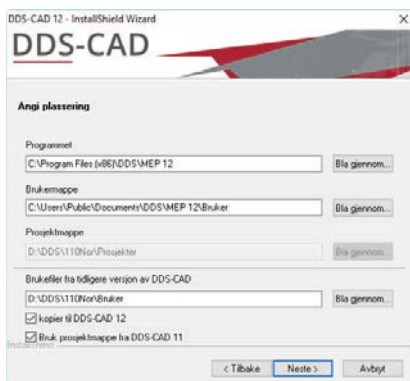 DDS-CAD 12 - InstallShield Wizard
DDS-CAD
Angi plassering
Programmet
C:\Program Files (x86)\DDS\MEP 12
Bla gjennom...
Brukermappe
C:\Users\Public\Documents\DDS\MEP 12\Bruker
Bla gjennom...
Prosjektmappe
D:\DDS\110Nor\Prosjekter
Bla gjennom...
Brukefiler fra tidligere versjon av DDS-CAD
D:\DDS\110Nor\Bruker
Bla gjennom...
kopier til DDS-CAD 12
Bruk prosjektmappe fra DDS-CAD 11
InstallShield
< Tilbake
Neste >
Avbryt